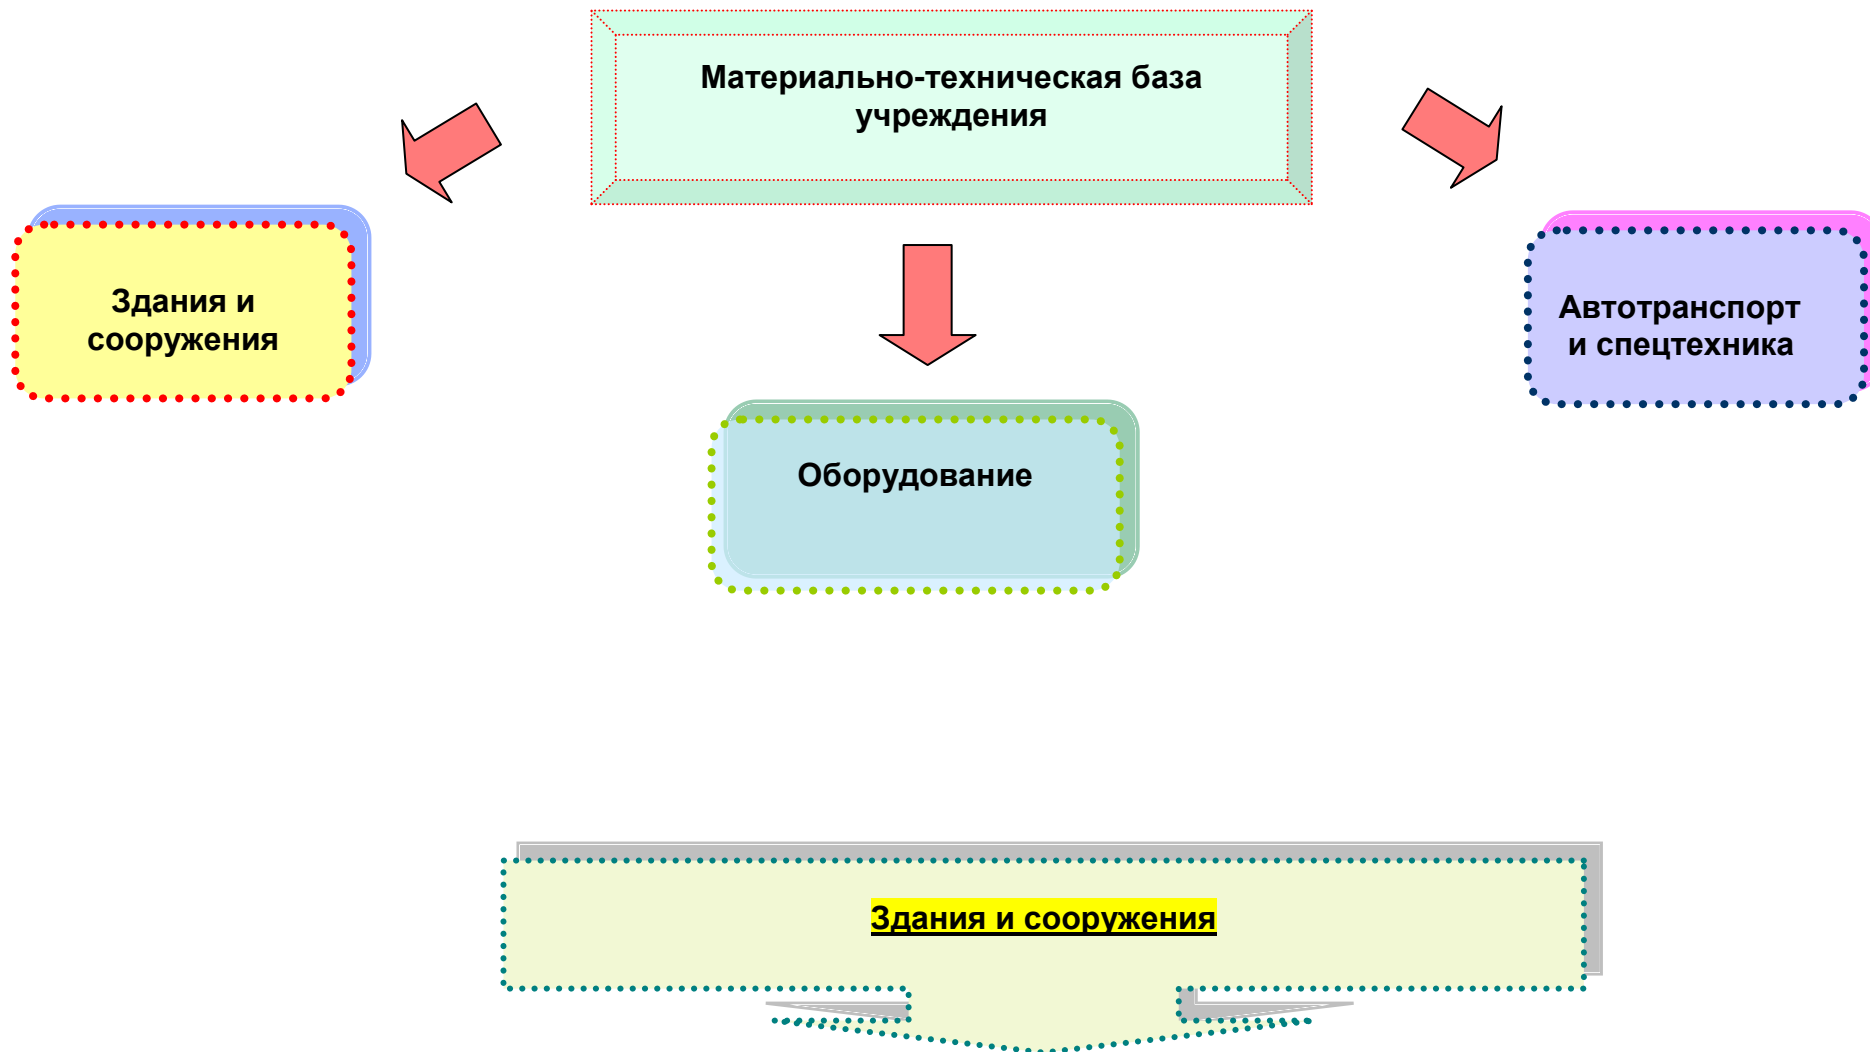 Материально-техническая база
учреждения
Здания и
сооружения
Автотранспорт
и спецтехника
Оборудование
Здания и сооружения